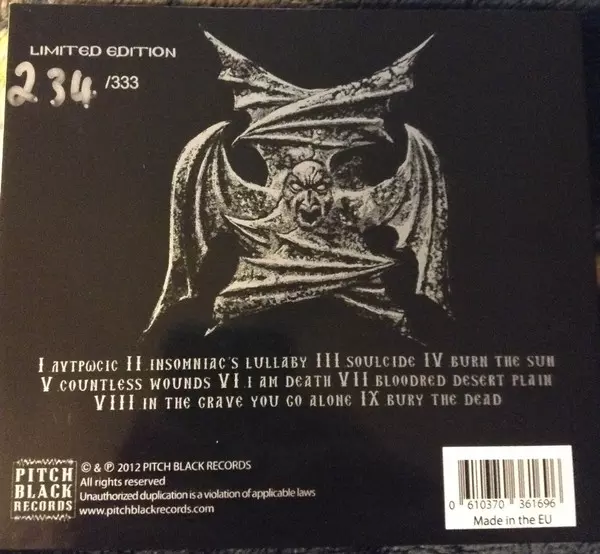 LIMITED EDITION
234 /333
I ΛΥΤΡΩCΙC II INSOMNIAC'S LULLABY III SOULCIDE IV BURN THE SUN
V COUNTLESS WOUNDS VI I AM DEATH VII BLOODRED DESERT PLAIN
VIII IN THE GRAVE YOU GO ALONE IX BURY THE DEAD
PITCH
BLACK
RECORDS
© & ℗ 2012 PITCH BLACK RECORDS
All rights reserved
Unauthorized duplication is a violation of applicable laws
www.pitchblackrecords.com
0 610370 361696
Made in the EU